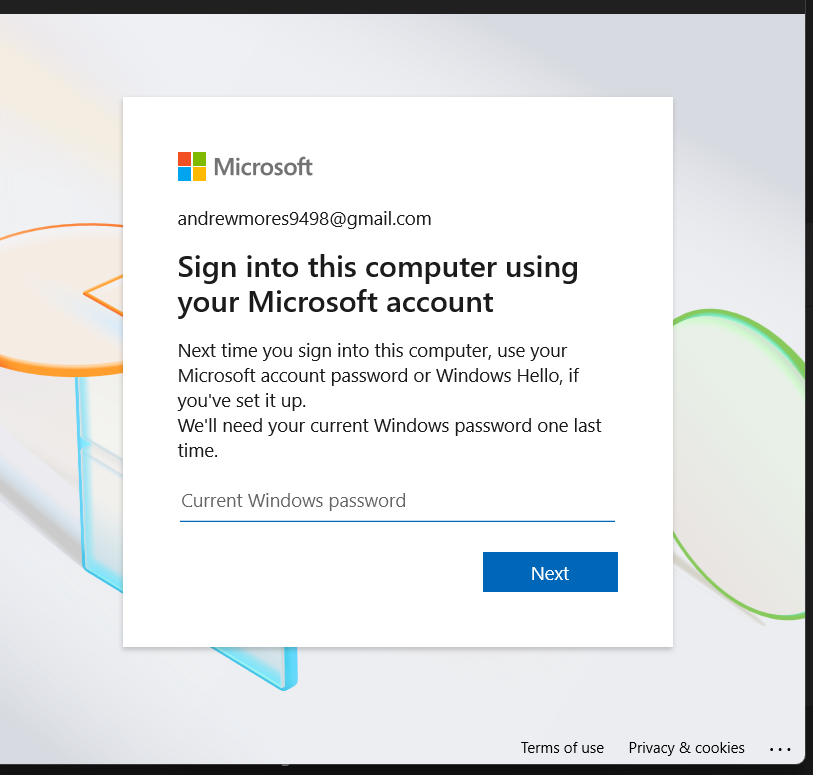 Microsoft
andrewmores9498@gmail.com
Sign into this computer using
your Microsoft account
Next time you sign into this computer, use your
Microsoft account password or Windows Hello, if
you've set it up.
We'll need your current Windows password one last
time.
Current Windows password
Next
Terms of use Privacy & cookies ...